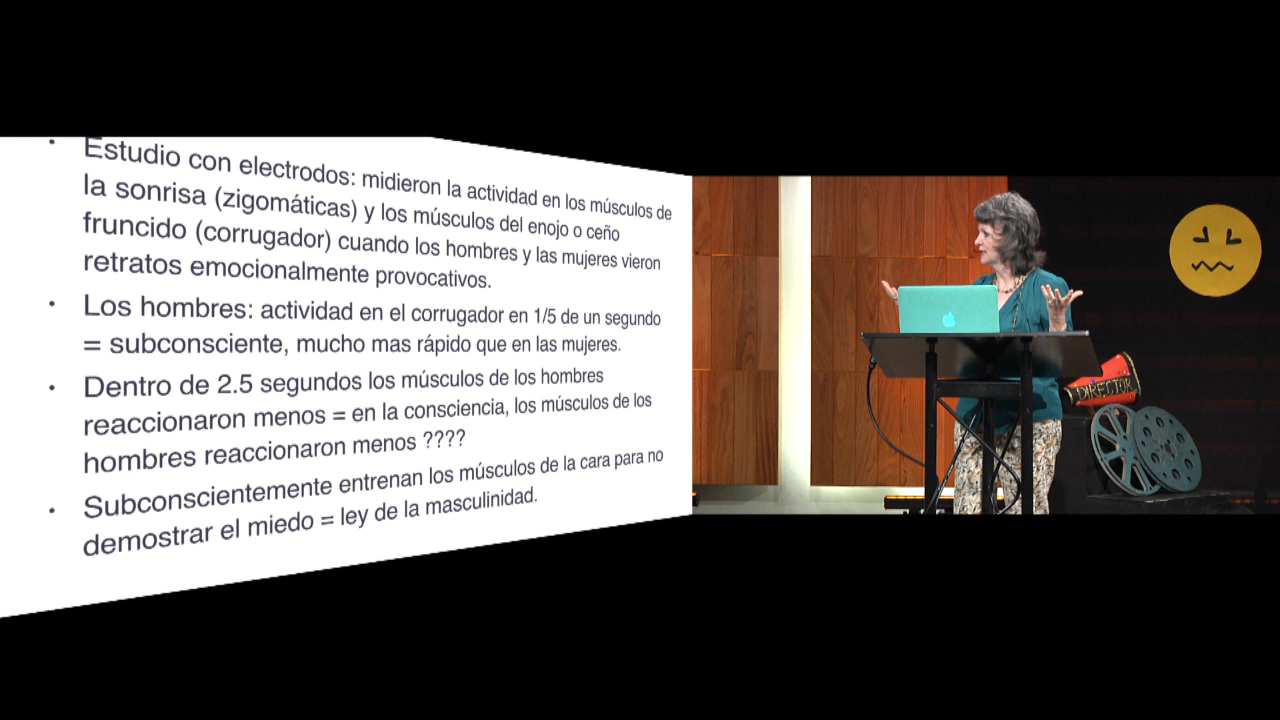 • Estudio con electrodos: midieron la actividad en los músculos de
la sonrisa (zigomáticas) y los músculos del enojo o ceño
fruncido (corrugador) cuando los hombres y las mujeres vieron
retratos emocionalmente provocativos.
• Los hombres: actividad en el corrugador en 1/5 de un segundo
= subconsciente, mucho mas rápido que en las mujeres.
• Dentro de 2.5 segundos los músculos de los hombres
reaccionaron menos = en la consciencia, los músculos de los
hombres reaccionaron menos ????
• Subconscientemente entrenan los músculos de la cara para no
demostrar el miedo = ley de la masculinidad.
DIRECTOR